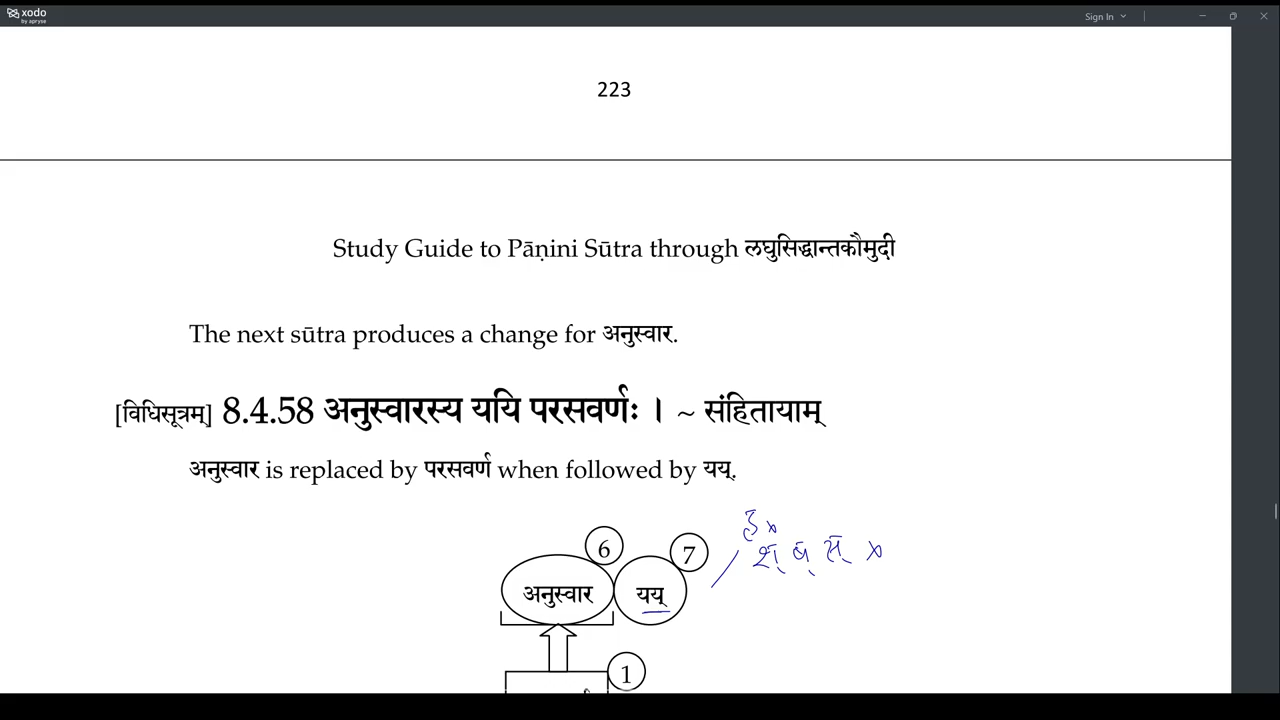 xodo
by apryse
Sign In
223
Study Guide to Pāṇini Sūtra through लघुसिद्धान्तकौमुदी
The next sūtra produces a change for अनुस्वार.
[विधिसूत्रम्] 8.4.58 अनुस्वारस्य ययि परसवर्णः । ~ संहितायाम्
अनुस्वार is replaced by परसवर्ण when followed by यय्.
ह् x
श् ष् स् x
6 7
अनुस्वार यय्
1